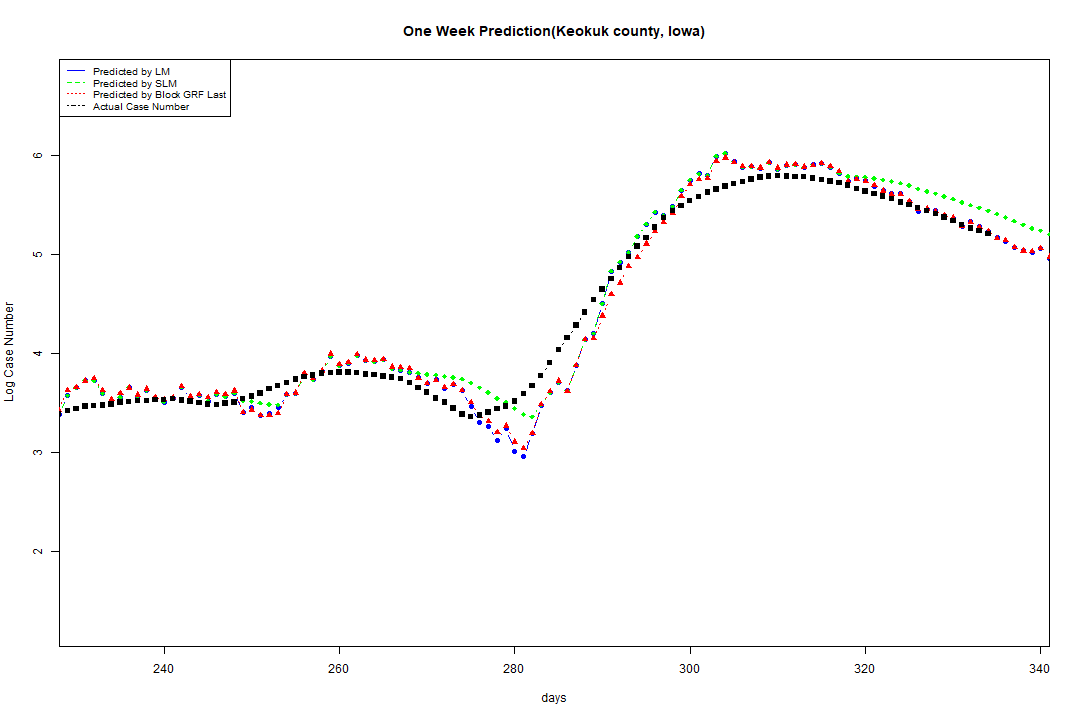 One Week Prediction(Keokuk county, Iowa)
Predicted by LM
Predicted by SLM
Predicted by Block GRF Last
Actual Case Number
6
5
4
3
2
Log Case Number
240 260 280 300 320 340
days